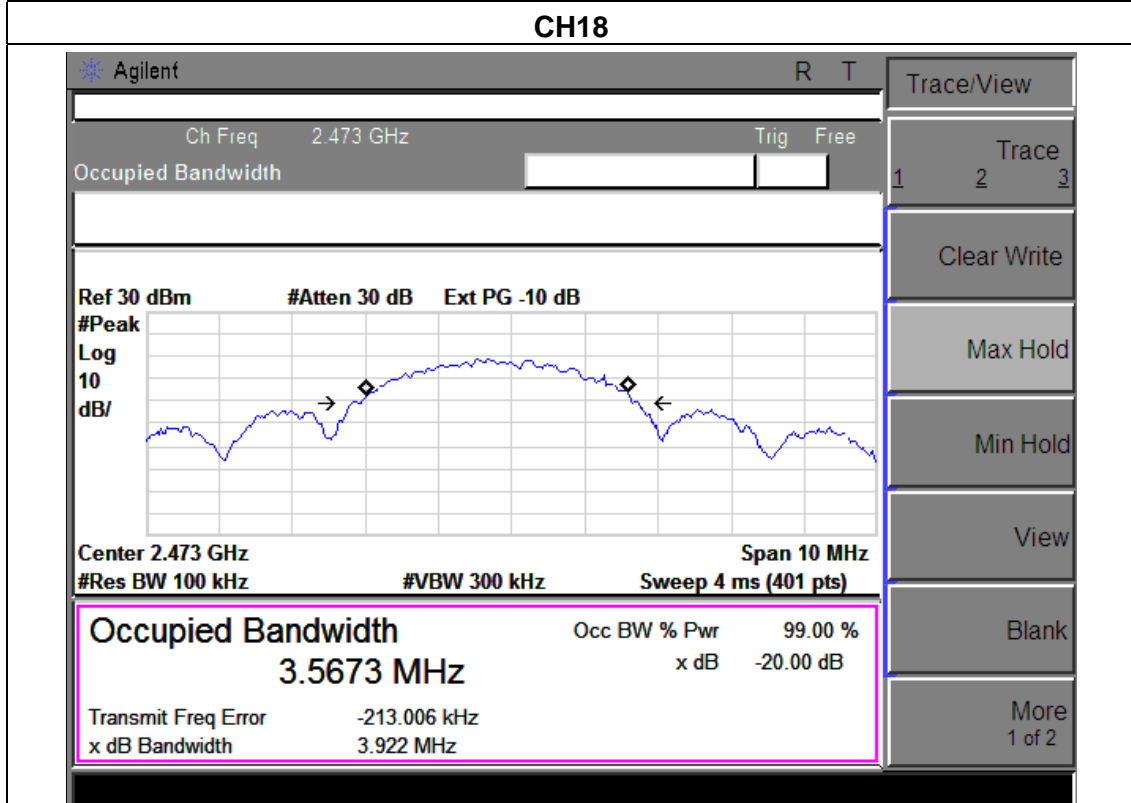 CH18
Agilent R T
Ch Freq 2.473 GHz Trig Free
Occupied Bandwidth
Ref 30 dBm #Atten 30 dB Ext PG -10 dB
#Peak
Log
10
dB/
Center 2.473 GHz Span 10 MHz
#Res BW 100 kHz #VBW 300 kHz Sweep 4 ms (401 pts)
Occupied Bandwidth Occ BW % Pwr 99.00 %
3.5673 MHz x dB -20.00 dB
Transmit Freq Error -213.006 kHz
x dB Bandwidth 3.922 MHz
Trace/View
Trace
1 2 3
Clear Write
Max Hold
Min Hold
View
Blank
More
1 of 2